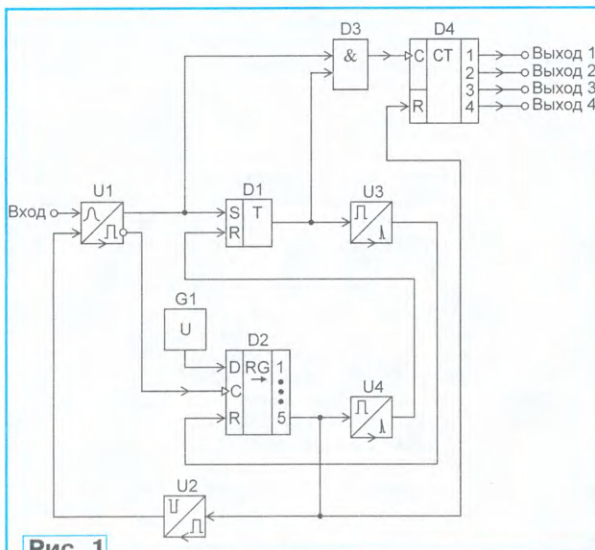 D3
D4
&
C
CT
1
2
3
4
R
Выход 1
Выход 2
Выход 3
Выход 4
U1
Вход
D1
S
T
R
U3
G1
U
D2
D
RG
1
C
R
5
U4
U2
Рис. 1